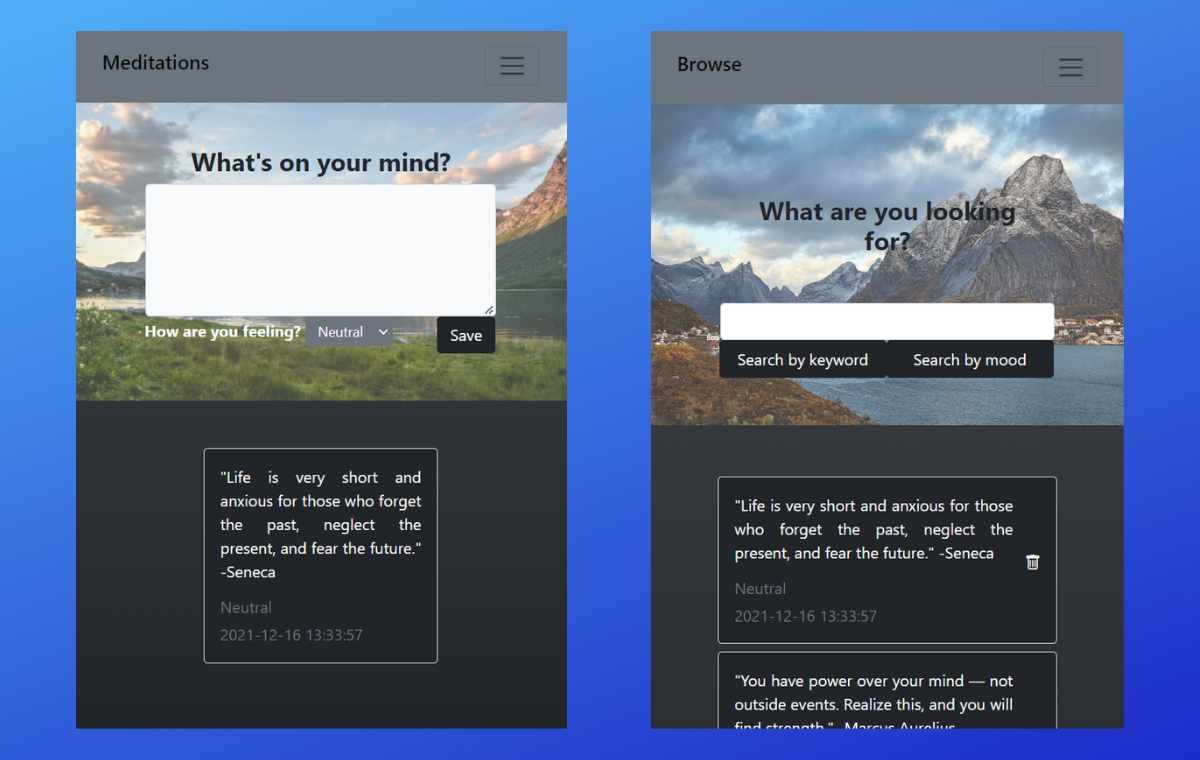 Meditations
What's on your mind?
How are you feeling? Neutral Save
"Life is very short and
anxious for those who forget
the past, neglect the
present, and fear the future."
-Seneca
Neutral
2021-12-16 13:33:57
Browse
What are you looking
for?
Search by keyword Search by mood
"Life is very short and anxious for those
who forget the past, neglect the
present, and fear the future." -Seneca
Neutral
2021-12-16 13:33:57
"You have power over your mind — not
outside events. Realize this, and you will
find strength." -Marcus Aurelius